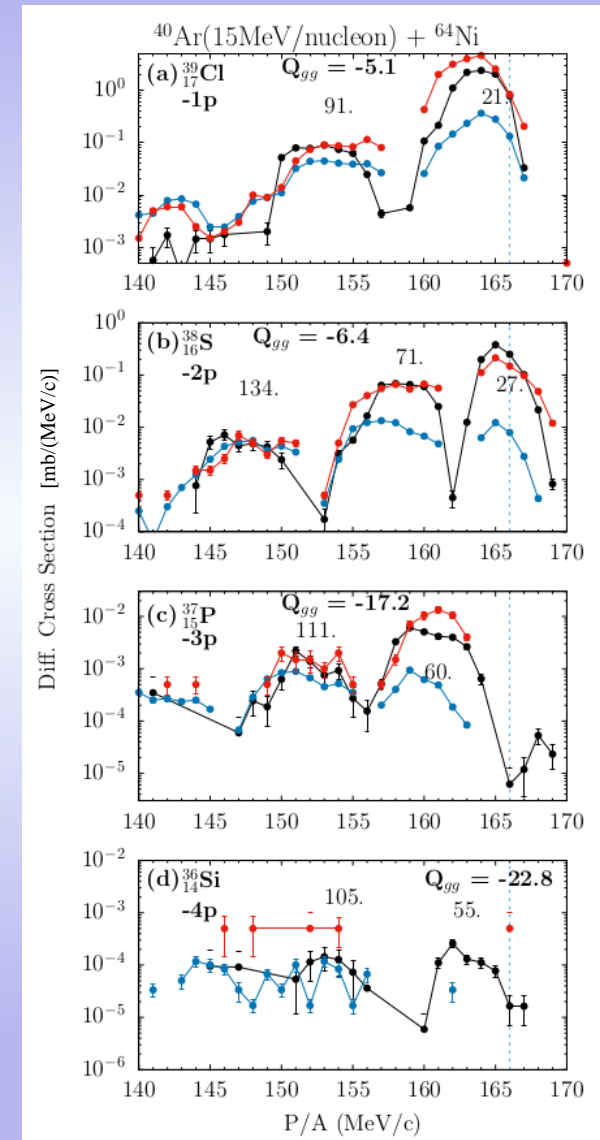 ⁴⁰Ar(15MeV/nucleon) + ⁶⁴Ni
(a) ³⁹₁₇Cl Q_gg = -5.1
-1p 91. 21.
10⁰
10⁻¹
10⁻²
10⁻³
140 145 150 155 160 165 170
10⁰
(b) ³⁸₁₆S Q_gg = -6.4
-2p 134. 71. 27.
10⁻¹
10⁻²
10⁻³
10⁻⁴
140 145 150 155 160 165 170
Diff. Cross Section [mb/(MeV/c)]
(c) ³⁷₁₅P Q_gg = -17.2
-3p 111. 60.
10⁻²
10⁻³
10⁻⁴
10⁻⁵
140 145 150 155 160 165 170
10⁻²
(d) ³⁶₁₄Si Q_gg = -22.8
-4p 105. 55.
10⁻³
10⁻⁴
10⁻⁵
10⁻⁶
140 145 150 155 160 165 170
P/A (MeV/c)